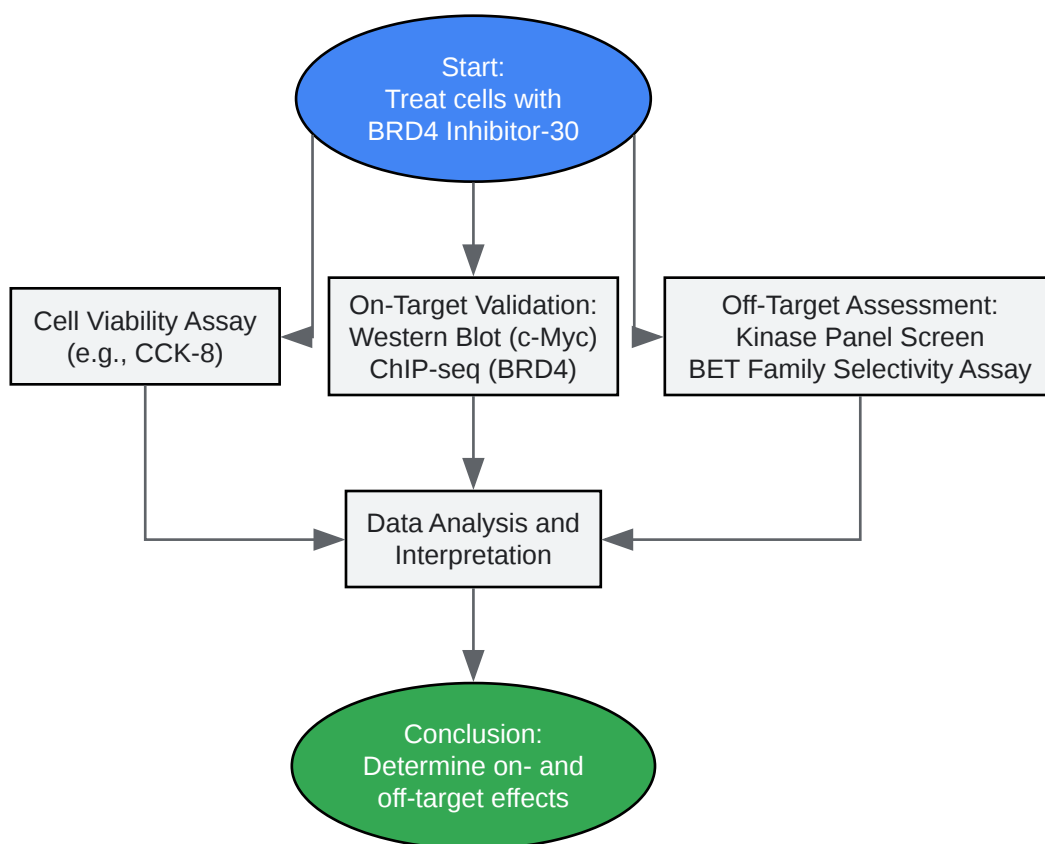 Start:
Treat cells with
BRD4 Inhibitor-30
Cell Viability Assay
(e.g., CCK-8)
On-Target Validation:
Western Blot (c-Myc)
ChIP-seq (BRD4)
Off-Target Assessment:
Kinase Panel Screen
BET Family Selectivity Assay
Data Analysis and
Interpretation
Conclusion:
Determine on- and
off-target effects